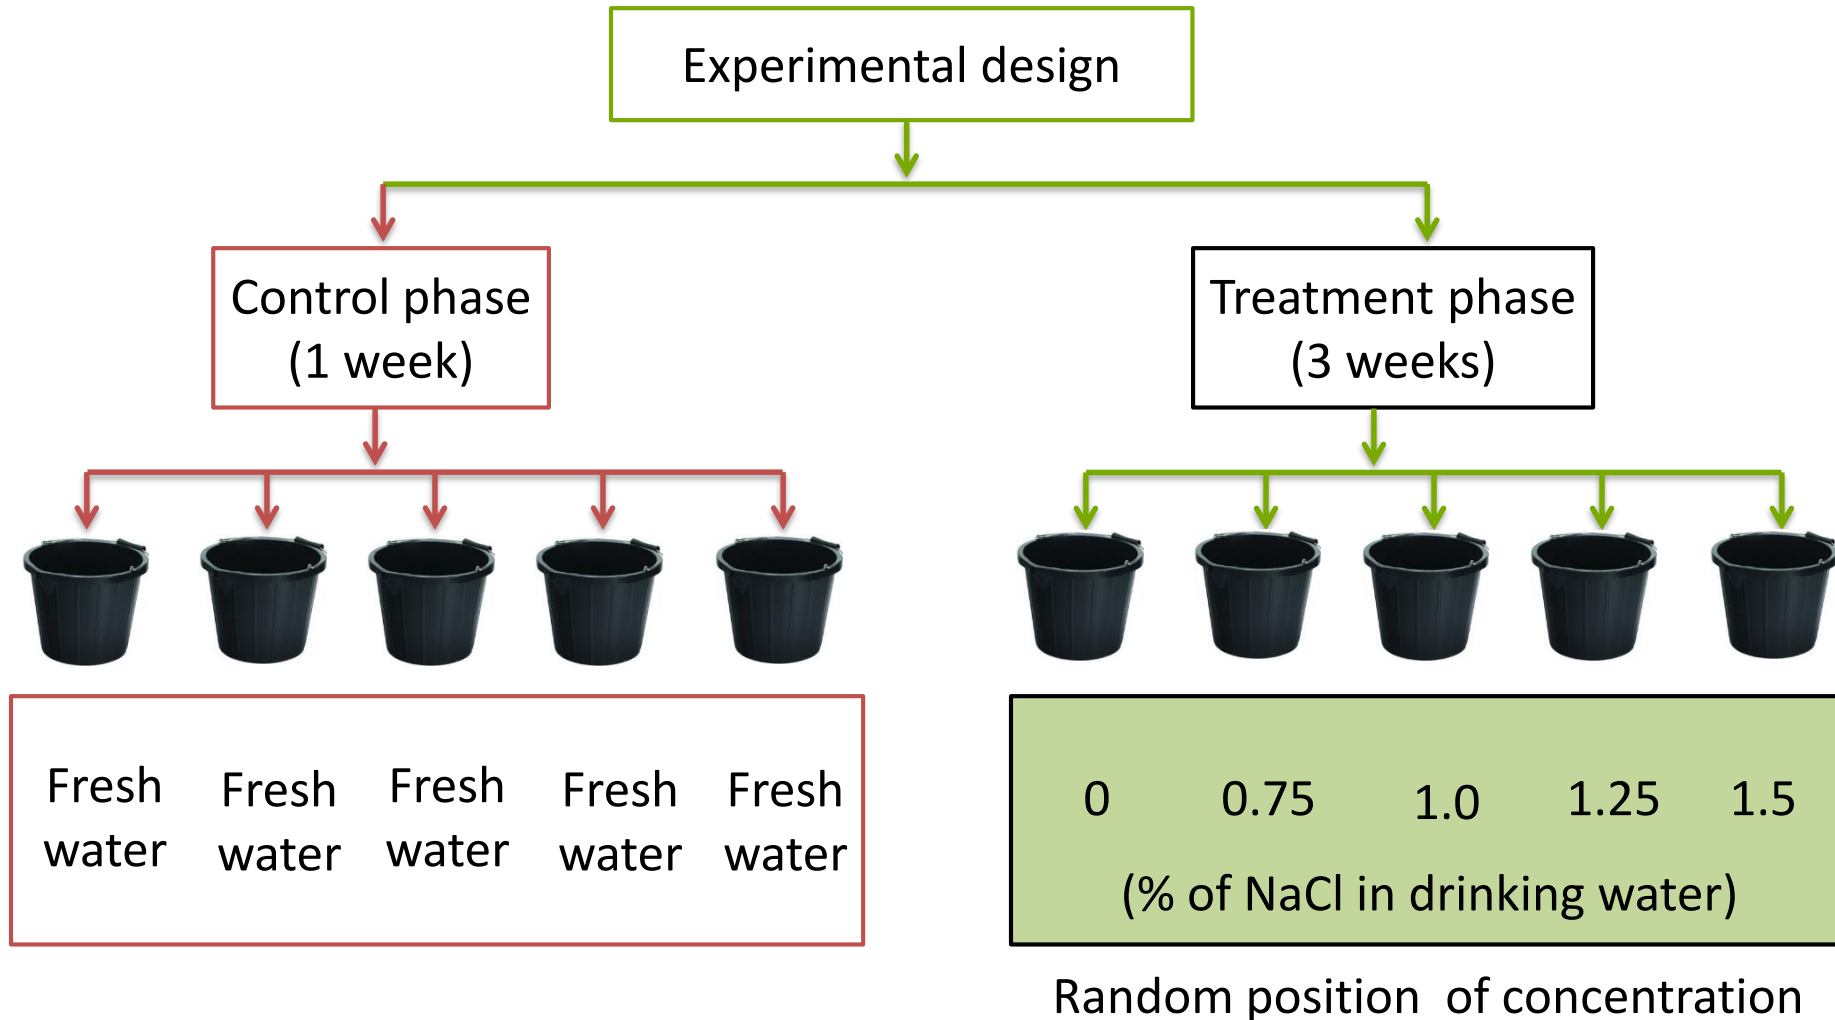 Experimental design
Control phase
(1 week)
Treatment phase
(3 weeks)
Fresh
water
Fresh
water
Fresh
water
Fresh
water
Fresh
water
0 0.75 1.0 1.25 1.5
(% of NaCl in drinking water)
Random position of concentration